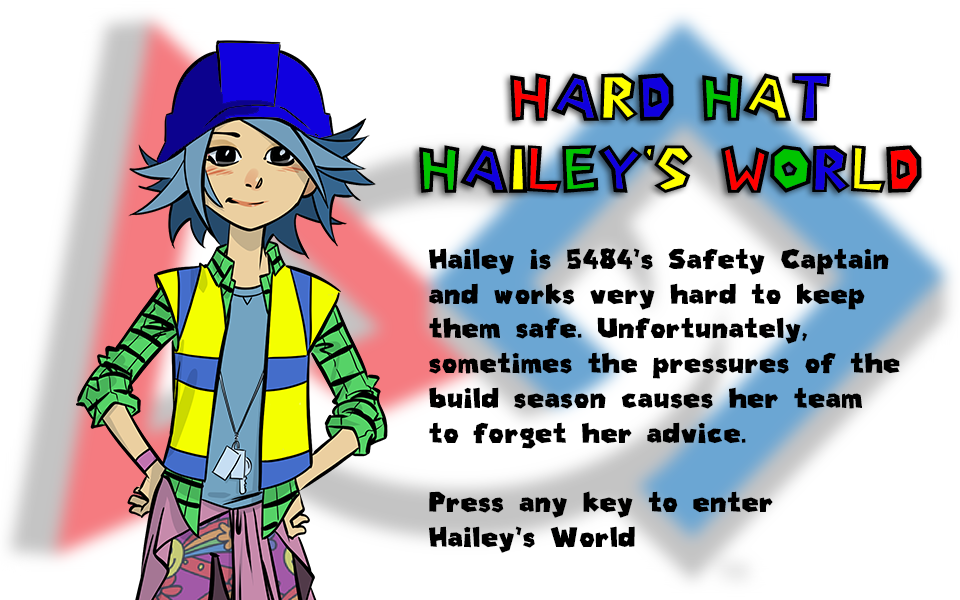 HARD HAT
HAILEY'S WORLD
Hailey is 5484's Safety Captain
and works very hard to keep
them safe. Unfortunately,
sometimes the pressures of the
build season causes her team
to forget her advice.
Press any key to enter
Hailey's World